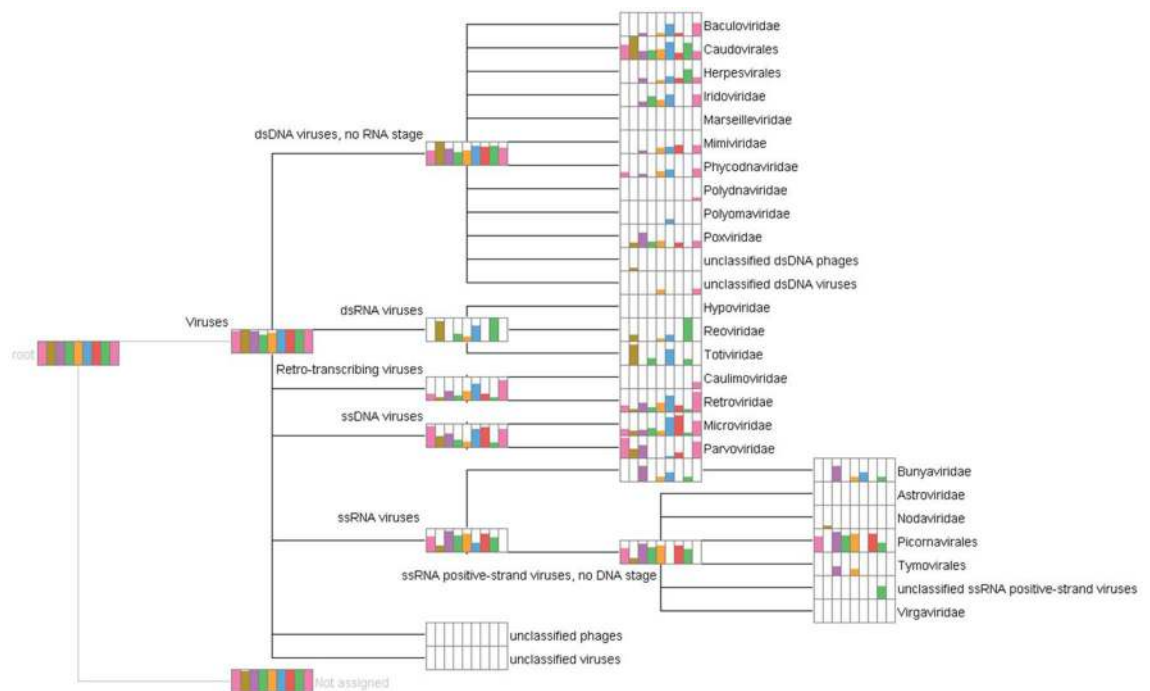 Baculoviridae
Caudovirales
Herpesvirales
Iridoviridae
Marseilleviridae
dsDNA viruses, no RNA stage
Mimiviridae
Phycodnaviridae
Polydnaviridae
Polyomaviridae
Poxviridae
unclassified dsDNA phages
unclassified dsDNA viruses
Hypoviridae
dsRNA viruses
Viruses
Reoviridae
root
Totiviridae
Retro-transcribing viruses
Caulimoviridae
Retroviridae
ssDNA viruses
Microviridae
Parvoviridae
Bunyaviridae
Astroviridae
ssRNA viruses
Nodaviridae
Picornavirales
Tymovirales
ssRNA positive-strand viruses, no DNA stage
unclassified ssRNA positive-strand viruses
Virgaviridae
unclassified phages
unclassified viruses
Not assigned